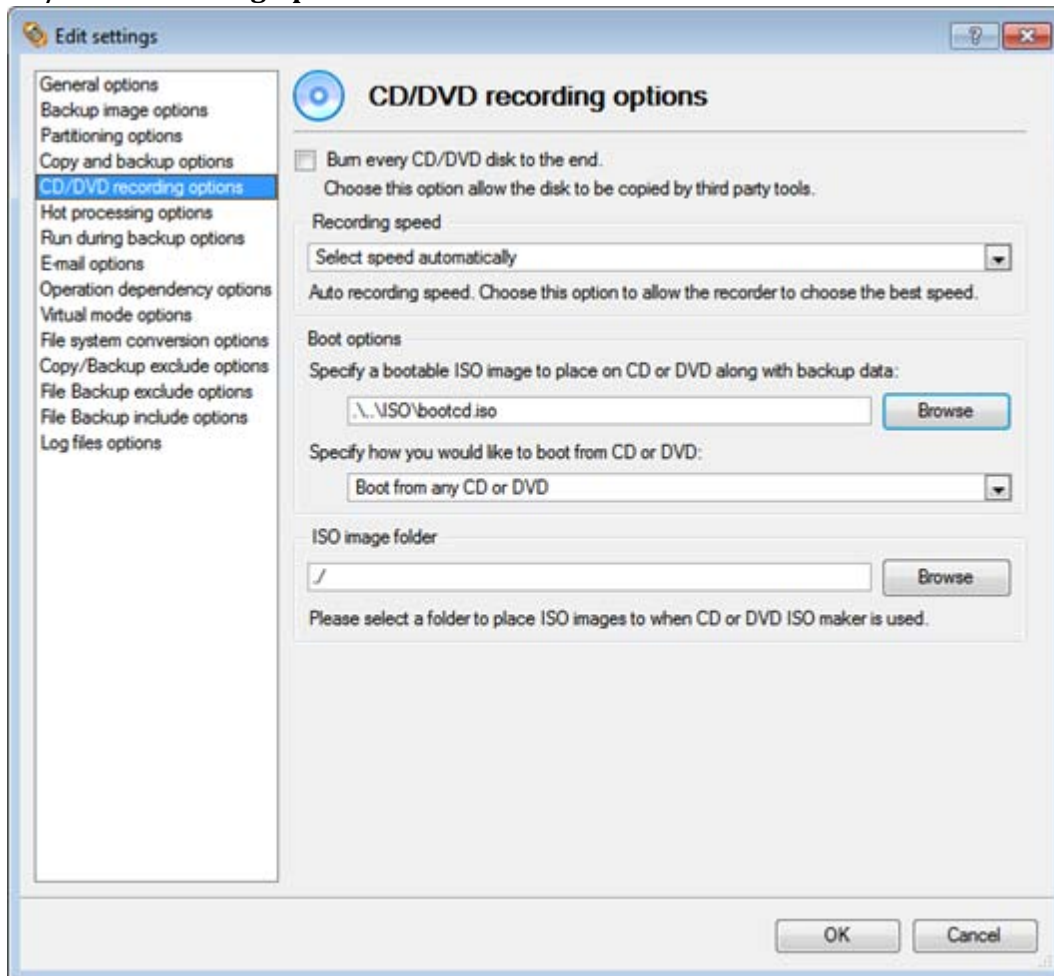 Edit settings
General options
Backup image options
Partitioning options
Copy and backup options
CD/DVD recording options
Hot processing options
Run during backup options
E-mail options
Operation dependency options
Virtual mode options
File system conversion options
Copy/Backup exclude options
File Backup exclude options
File Backup include options
Log files options
CD/DVD recording options
Burn every CD/DVD disk to the end.
Choose this option allow the disk to be copied by third party tools.
Recording speed
Select speed automatically
Auto recording speed. Choose this option to allow the recorder to choose the best speed.
Boot options
Specify a bootable ISO image to place on CD or DVD along with backup data:
.\..\ISO\bootcd.iso
Browse
Specify how you would like to boot from CD or DVD:
Boot from any CD or DVD
ISO image folder
./
Browse
Please select a folder to place ISO images to when CD or DVD ISO maker is used.
OK
Cancel